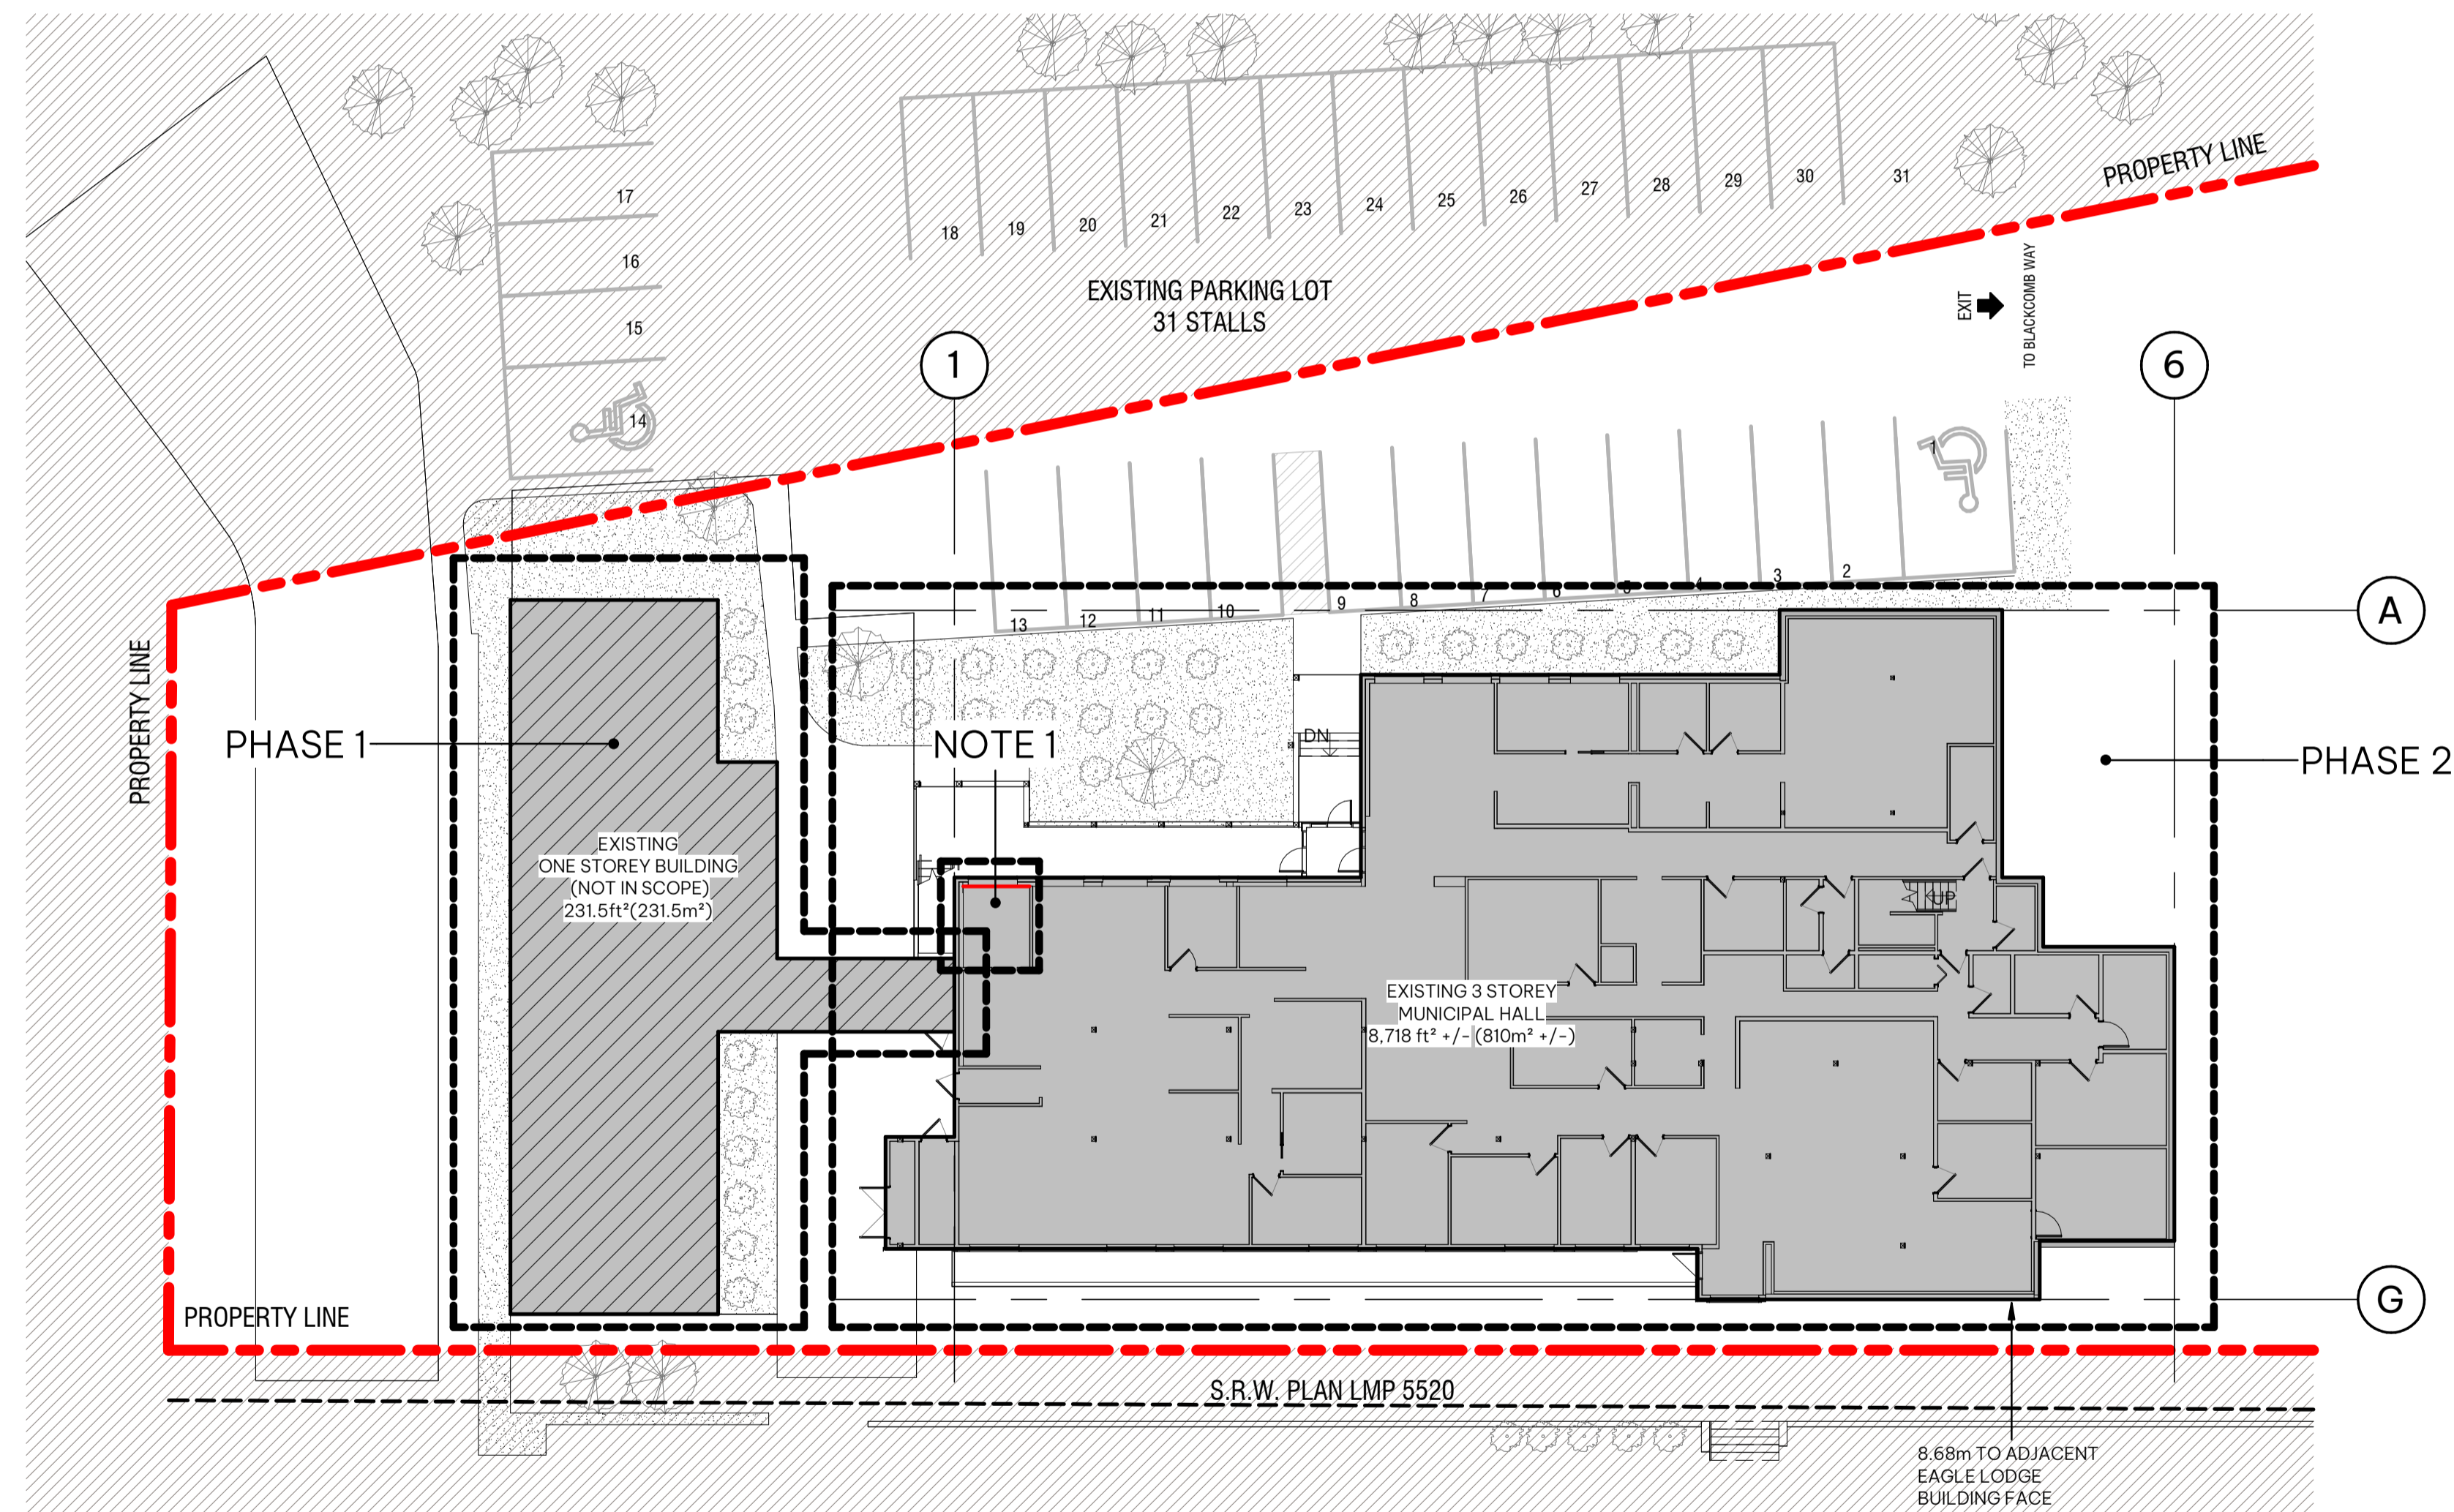 PROPERTY LINE
17
16
15
14
18
19
20
21
22
23
24
25
26
27
28
29
30
31
EXISTING PARKING LOT
31 STALLS
EXIT
TO BLACKCOMB WAY
1
6
1
2
3
4
5
6
7
8
9
10
11
12
13
A
PROPERTY LINE
PHASE 1
NOTE 1
DN
PHASE 2
EXISTING
ONE STOREY BUILDING
(NOT IN SCOPE)
231.5ft²(231.5m²)
UP
EXISTING 3 STOREY
MUNICIPAL HALL
8,718 ft² +/- (810m² +/-)
PROPERTY LINE
G
S.R.W. PLAN LMP 5520
8.68m TO ADJACENT
EAGLE LODGE
BUILDING FACE